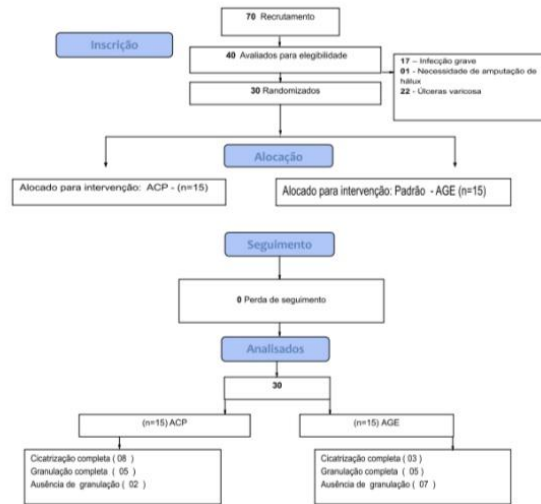 70 Recrutamento
Inscrição
40 Avaliados para elegibilidade
17 – Infecção grave
01 - Necessidade de amputação de
hálux
22 - Úlceras varicosa
30 Randomizados
Alocação
Alocado para intervenção: ACP - (n=15)
Alocado para intervenção: Padrão - AGE (n=15)
Seguimento
0 Perda de seguimento
Analisados
30
(n=15) ACP
(n=15) AGE
Cicatrização completa ( 08 )
Granulação completa ( 05 )
Ausência de granulação ( 02 )
Cicatrização completa ( 03 )
Granulação completa ( 05 )
Ausência de granulação ( 07 )